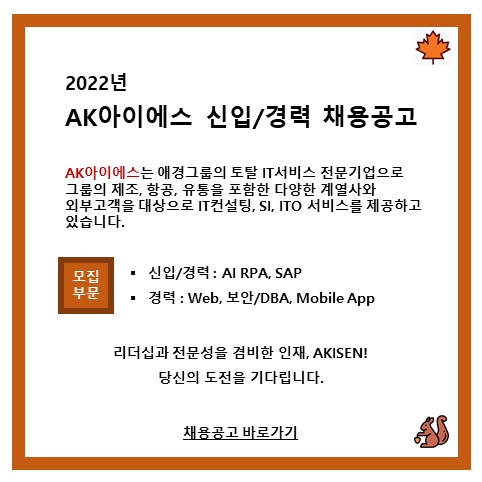 2022년
AK아이에스 신입/경력 채용공고
AK아이에스는 애경그룹의 토탈 IT서비스 전문기업으로
그룹의 제조, 항공, 유통을 포함한 다양한 계열사와
외부고객을 대상으로 IT컨설팅, SI, ITO 서비스를 제공하고
있습니다.
모집
부문
▪ 신입/경력 : AI RPA, SAP
▪ 경력 : Web, 보안/DBA, Mobile App
리더십과 전문성을 겸비한 인재, AKISEN!
당신의 도전을 기다립니다.
채용공고 바로가기